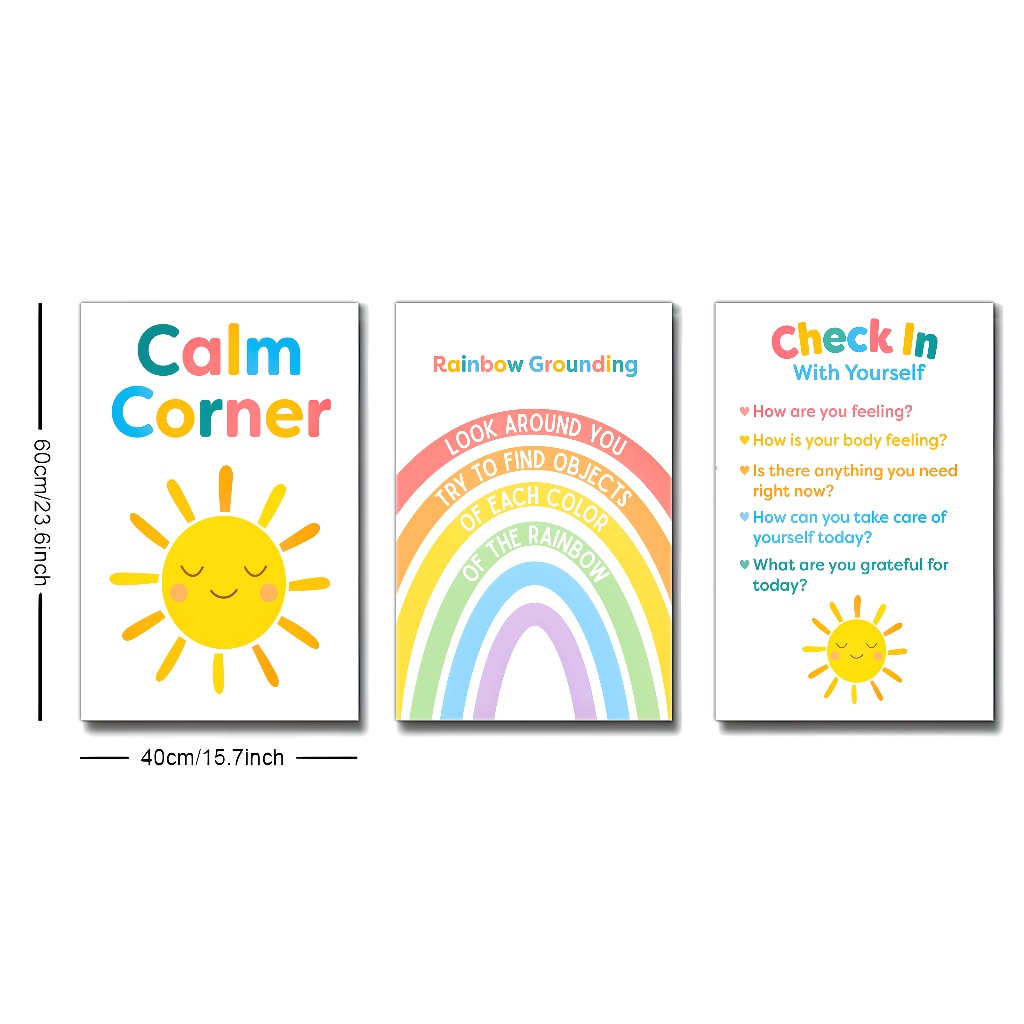 Calm
Corner
Rainbow Grounding
LOOK AROUND YOU
TRY TO FIND OBJECTS
OF EACH COLOR
OF THE RAINBOW
Check In
With Yourself
How are you feeling?
How is your body feeling?
Is there anything you need
right now?
How can you take care of
yourself today?
What are you grateful for
today?
60cm/23.6inch
40cm/15.7inch